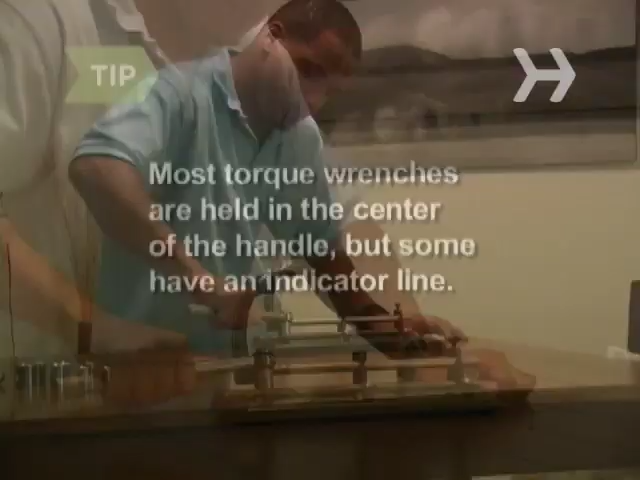 TIP
Most torque wrenches
are held in the center
of the handle, but some
have an indicator line.